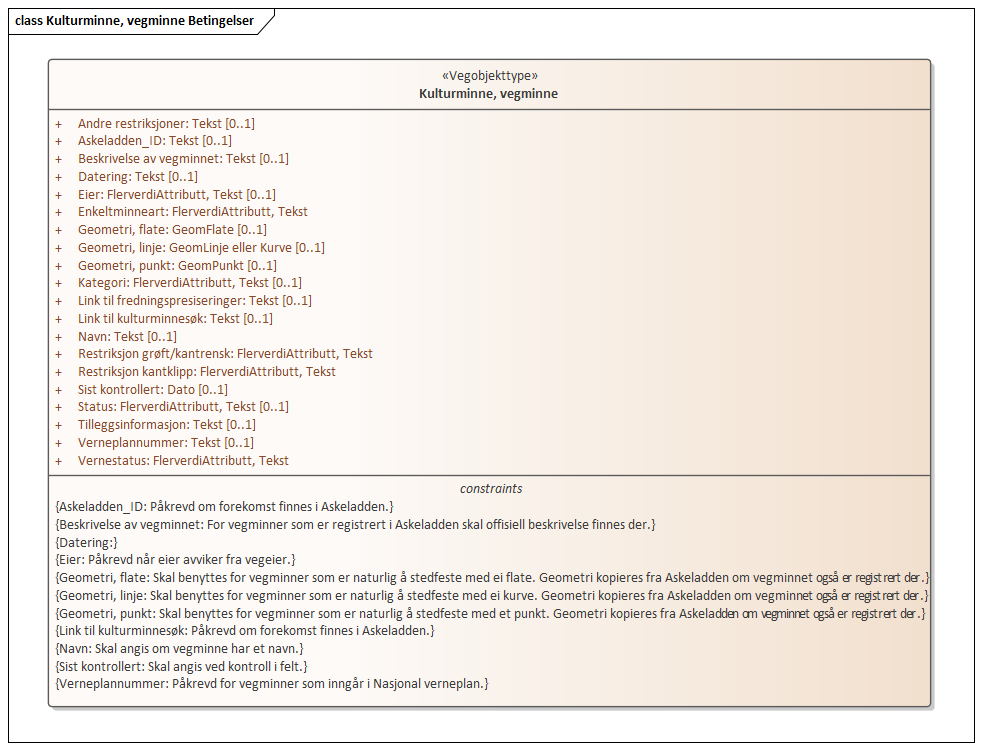 class Kulturminne, vegminne Betingelser
«Vegobjekttype»
Kulturminne, vegminne
+ Andre restriksjoner: Tekst [0..1]
+ Askeladden_ID: Tekst [0..1]
+ Beskrivelse av vegminnet: Tekst [0..1]
+ Datering: Tekst [0..1]
+ Eier: FlerverdiAttributt, Tekst [0..1]
+ Enkeltminneart: FlerverdiAttributt, Tekst
+ Geometri, flate: GeomFlate [0..1]
+ Geometri, linje: GeomLinje eller Kurve [0..1]
+ Geometri, punkt: GeomPunkt [0..1]
+ Kategori: FlerverdiAttributt, Tekst [0..1]
+ Link til fredningspresiseringer: Tekst [0..1]
+ Link til kulturminnesøk: Tekst [0..1]
+ Navn: Tekst [0..1]
+ Restriksjon grøft/kantrensk: FlerverdiAttributt, Tekst
+ Restriksjon kantklipp: FlerverdiAttributt, Tekst
+ Sist kontrollert: Dato [0..1]
+ Status: FlerverdiAttributt, Tekst [0..1]
+ Tilleggsinformasjon: Tekst [0..1]
+ Verneplannummer: Tekst [0..1]
+ Vernestatus: FlerverdiAttributt, Tekst
constraints
{Askeladden_ID: Påkrevd om forekomst finnes i Askeladden.}
{Beskrivelse av vegminnet: For vegminner som er registrert i Askeladden skal offisiell beskrivelse finnes der.}
{Datering:}
{Eier: Påkrevd når eier avviker fra vegeier.}
{Geometri, flate: Skal benyttes for vegminner som er naturlig å stedfeste med ei flate. Geometri kopieres fra Askeladden om vegminnet også er registrert der.}
{Geometri, linje: Skal benyttes for vegminner som er naturlig å stedfeste med ei kurve. Geometri kopieres fra Askeladden om vegminnet også er registrert der.}
{Geometri, punkt: Skal benyttes for vegminner som er naturlig å stedfeste med et punkt. Geometri kopieres fra Askeladden om vegminnet også er registrert der.}
{Link til kulturminnesøk: Påkrevd om forekomst finnes i Askeladden.}
{Navn: Skal angis om vegminne har et navn.}
{Sist kontrollert: Skal angis ved kontroll i felt.}
{Verneplannummer: Påkrevd for vegminner som inngår i Nasjonal verneplan.}